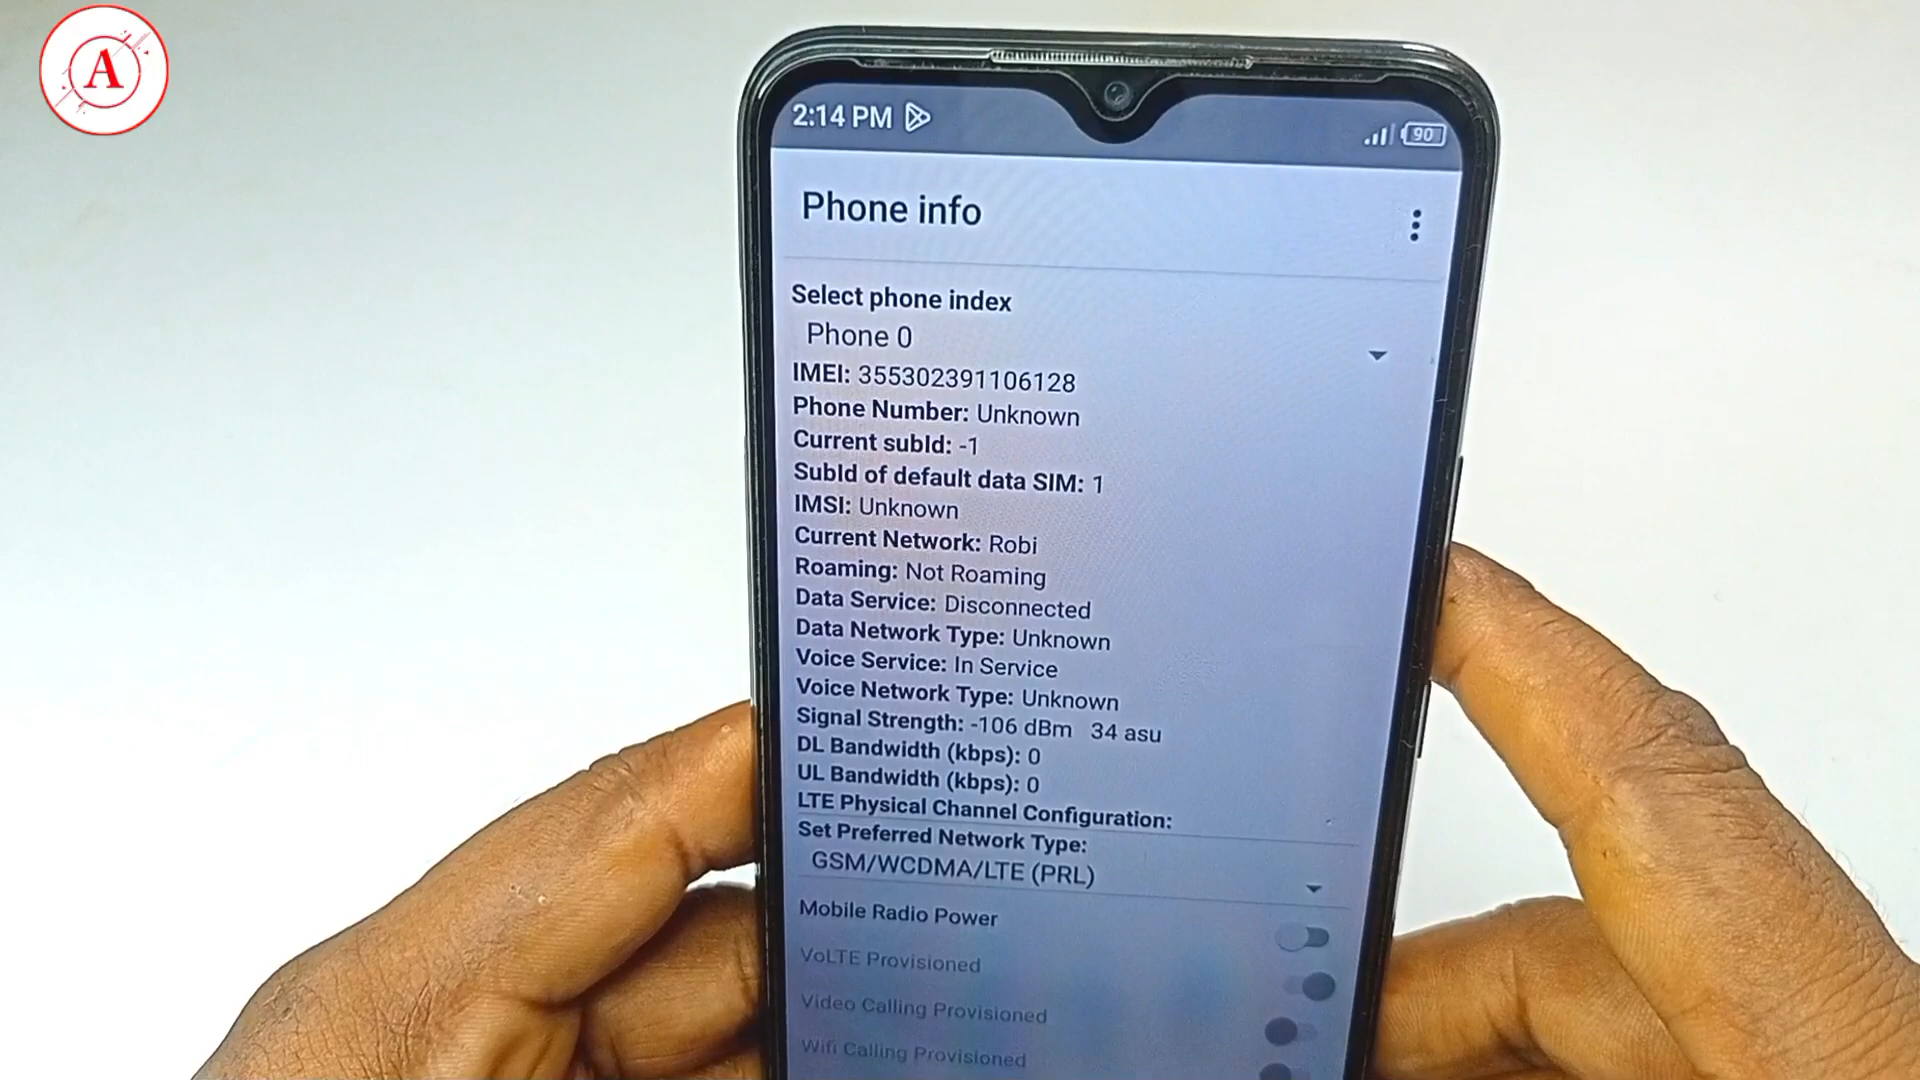 A
2:14 PM
90
Phone info
Select phone index
Phone 0
IMEI: 355302391106128
Phone Number: Unknown
Current subId: -1
SubId of default data SIM: 1
IMSI: Unknown
Current Network: Robi
Roaming: Not Roaming
Data Service: Disconnected
Data Network Type: Unknown
Voice Service: In Service
Voice Network Type: Unknown
Signal Strength: -106 dBm 34 asu
DL Bandwidth (kbps): 0
UL Bandwidth (kbps): 0
LTE Physical Channel Configuration:
Set Preferred Network Type:
GSM/WCDMA/LTE (PRL)
Mobile Radio Power
VoLTE Provisioned
Video Calling Provisioned
Wifi Calling Provisioned